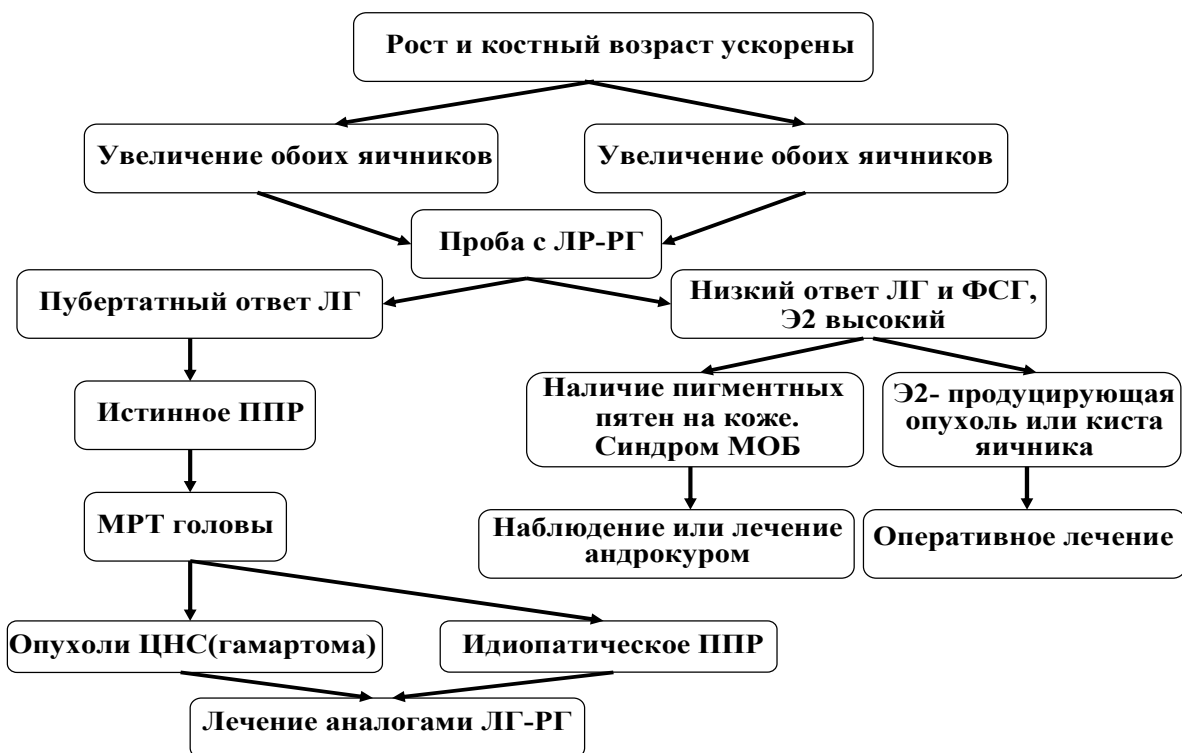 Рост и костный возраст ускорены
Увеличение обоих яичников
Увеличение обоих яичников
Проба с ЛР-РГ
Пубертатный ответ ЛГ
Низкий ответ ЛГ и ФСГ,
Э2 высокий
Истинное ППР
Наличие пигментных
пятен на коже.
Синдром МОБ
Э2- продуцирующая
опухоль или киста
яичника
МРТ головы
Наблюдение или лечение
андрокуром
Оперативное лечение
Опухоли ЦНС(гамартома)
Идиопатическое ППР
Лечение аналогами ЛГ-РГ